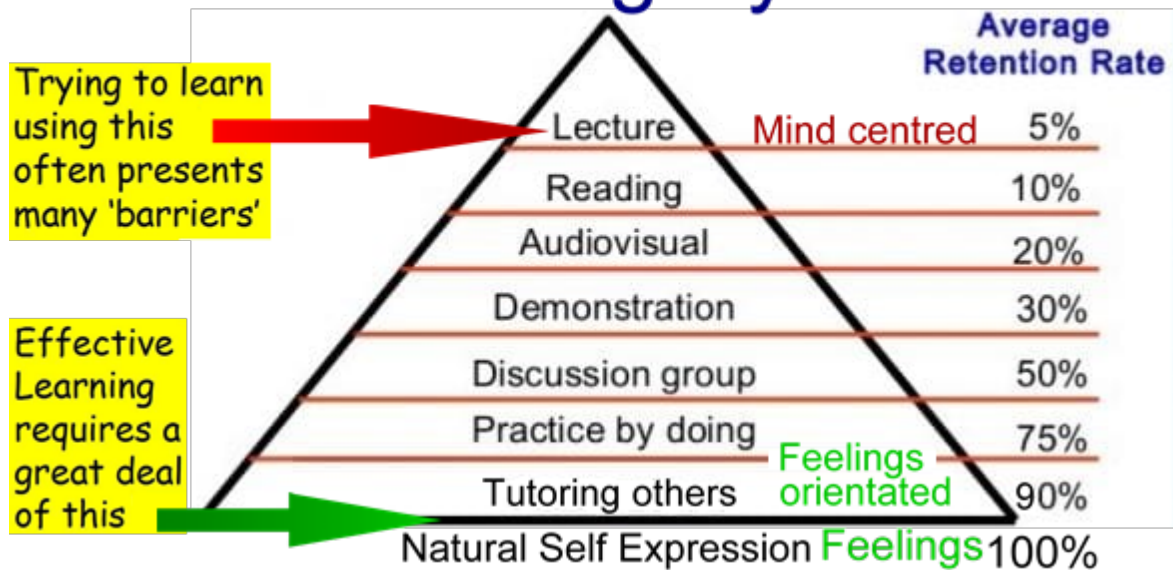 Average
Retention Rate
Trying to learn
using this
often presents
many ‘barriers’
Lecture Mind centred 5%
Reading 10%
Audiovisual 20%
Demonstration 30%
Effective
Learning
requires a
great deal
of this
Discussion group 50%
Practice by doing 75%
Feelings
orientated
Tutoring others 90%
Natural Self Expression Feelings 100%